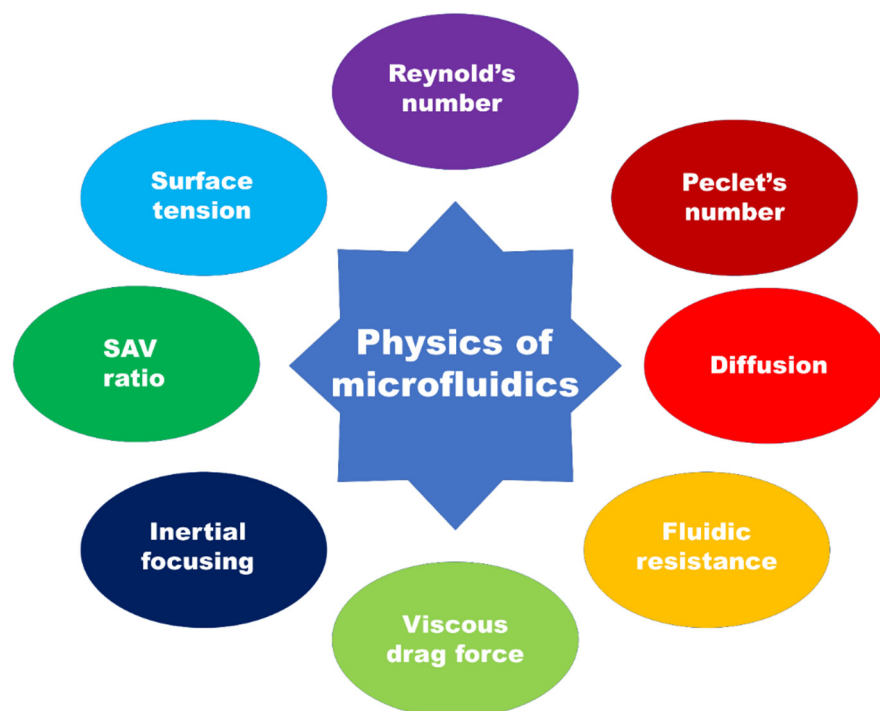 Reynold’s
number
Surface
tension
Peclet’s
number
SAV
ratio
Physics of
microfluidics
Diffusion
Inertial
focusing
Fluidic
resistance
Viscous
drag force